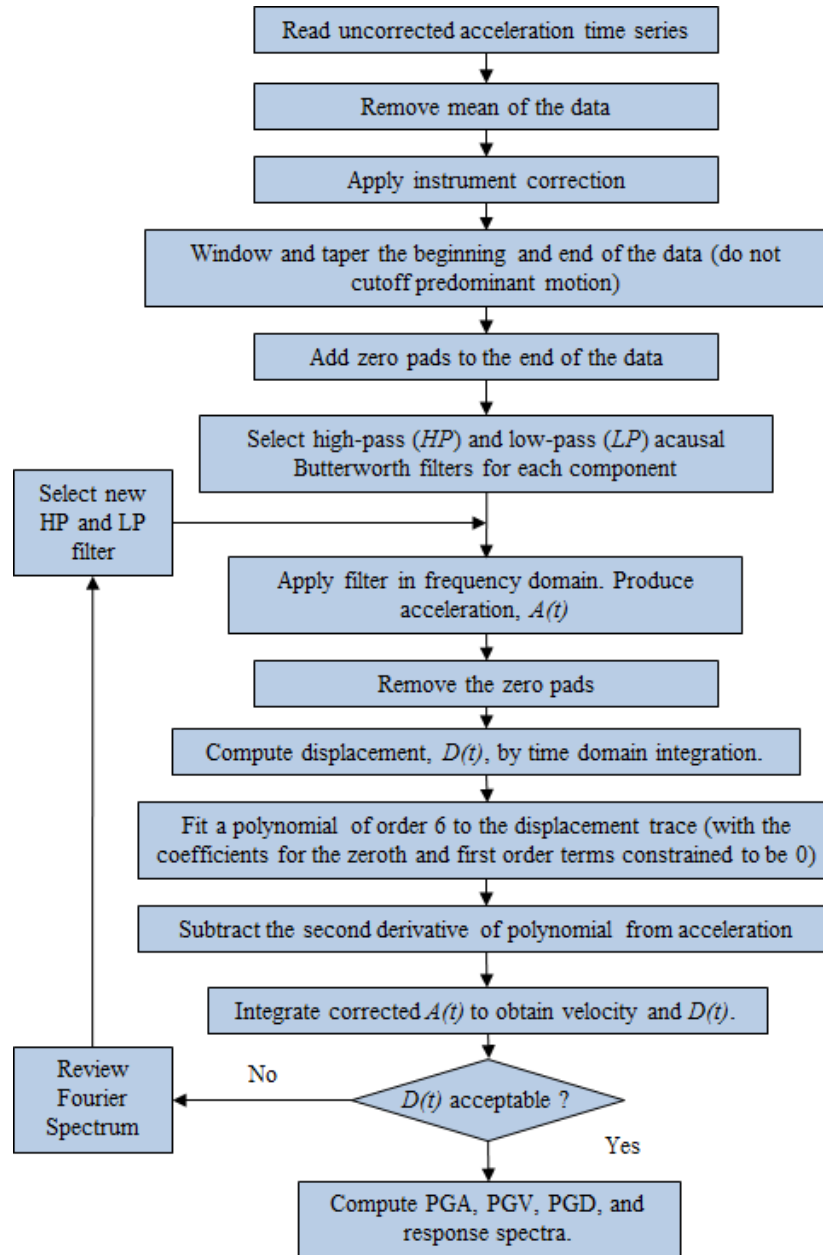 Read uncorrected acceleration time series
Remove mean of the data
Apply instrument correction
Window and taper the beginning and end of the data (do not
cutoff predominant motion)
Add zero pads to the end of the data
Select high-pass (HP) and low-pass (LP) acausal
Butterworth filters for each component
Select new
HP and LP
filter
Apply filter in frequency domain. Produce
acceleration, A(t)
Remove the zero pads
Compute displacement, D(t), by time domain integration.
Fit a polynomial of order 6 to the displacement trace (with the
coefficients for the zeroth and first order terms constrained to be 0)
Subtract the second derivative of polynomial from acceleration
Integrate corrected A(t) to obtain velocity and D(t).
Review
Fourier
Spectrum
No
D(t) acceptable ?
Yes
Compute PGA, PGV, PGD, and
response spectra.